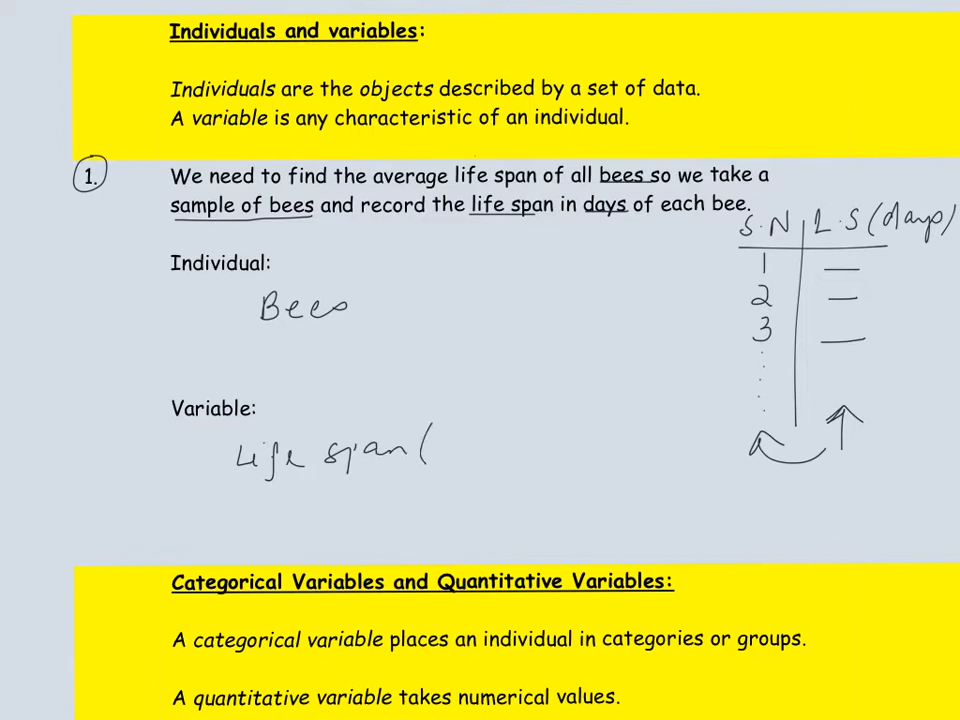 Individuals and variables:
Individuals are the objects described by a set of data.
A variable is any characteristic of an individual.
1.
We need to find the average life span of all bees so we take a
sample of bees and record the life span in days of each bee.
S.N L.S (days)
1
2
3
Individual:
Bees
Variable:
Life span (
Categorical Variables and Quantitative Variables:
A categorical variable places an individual in categories or groups.
A quantitative variable takes numerical values.